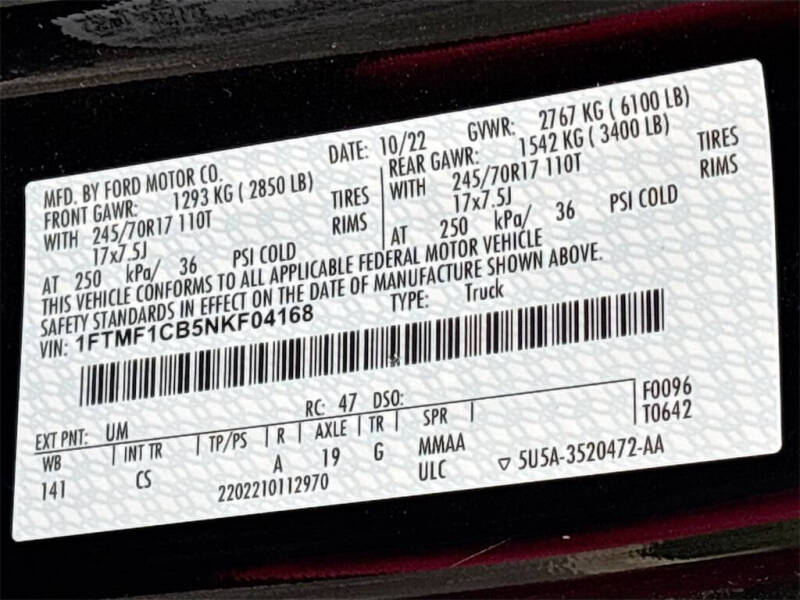 MFD. BY FORD MOTOR CO. DATE: 10/22 GVWR: 2767 KG ( 6100 LB)
FRONT GAWR: 1293 KG ( 2850 LB) REAR GAWR: 1542 KG ( 3400 LB)
WITH 245/70R17 110T TIRES WITH 245/70R17 110T TIRES
17x7.5J RIMS 17x7.5J RIMS
AT 250 kPa/ 36 PSI COLD AT 250 kPa/ 36 PSI COLD
THIS VEHICLE CONFORMS TO ALL APPLICABLE FEDERAL MOTOR VEHICLE
SAFETY STANDARDS IN EFFECT ON THE DATE OF MANUFACTURE SHOWN ABOVE.
VIN: 1FTMF1CB5NKF04168 TYPE: Truck
EXT PNT: UM RC: 47 DSO: F0096
WB | INT TR | TP/PS | R | AXLE | TR | SPR | T0642
141 CS A 19 G MMAA
2202210112970 ULC ▽ 5U5A-3520472-AA